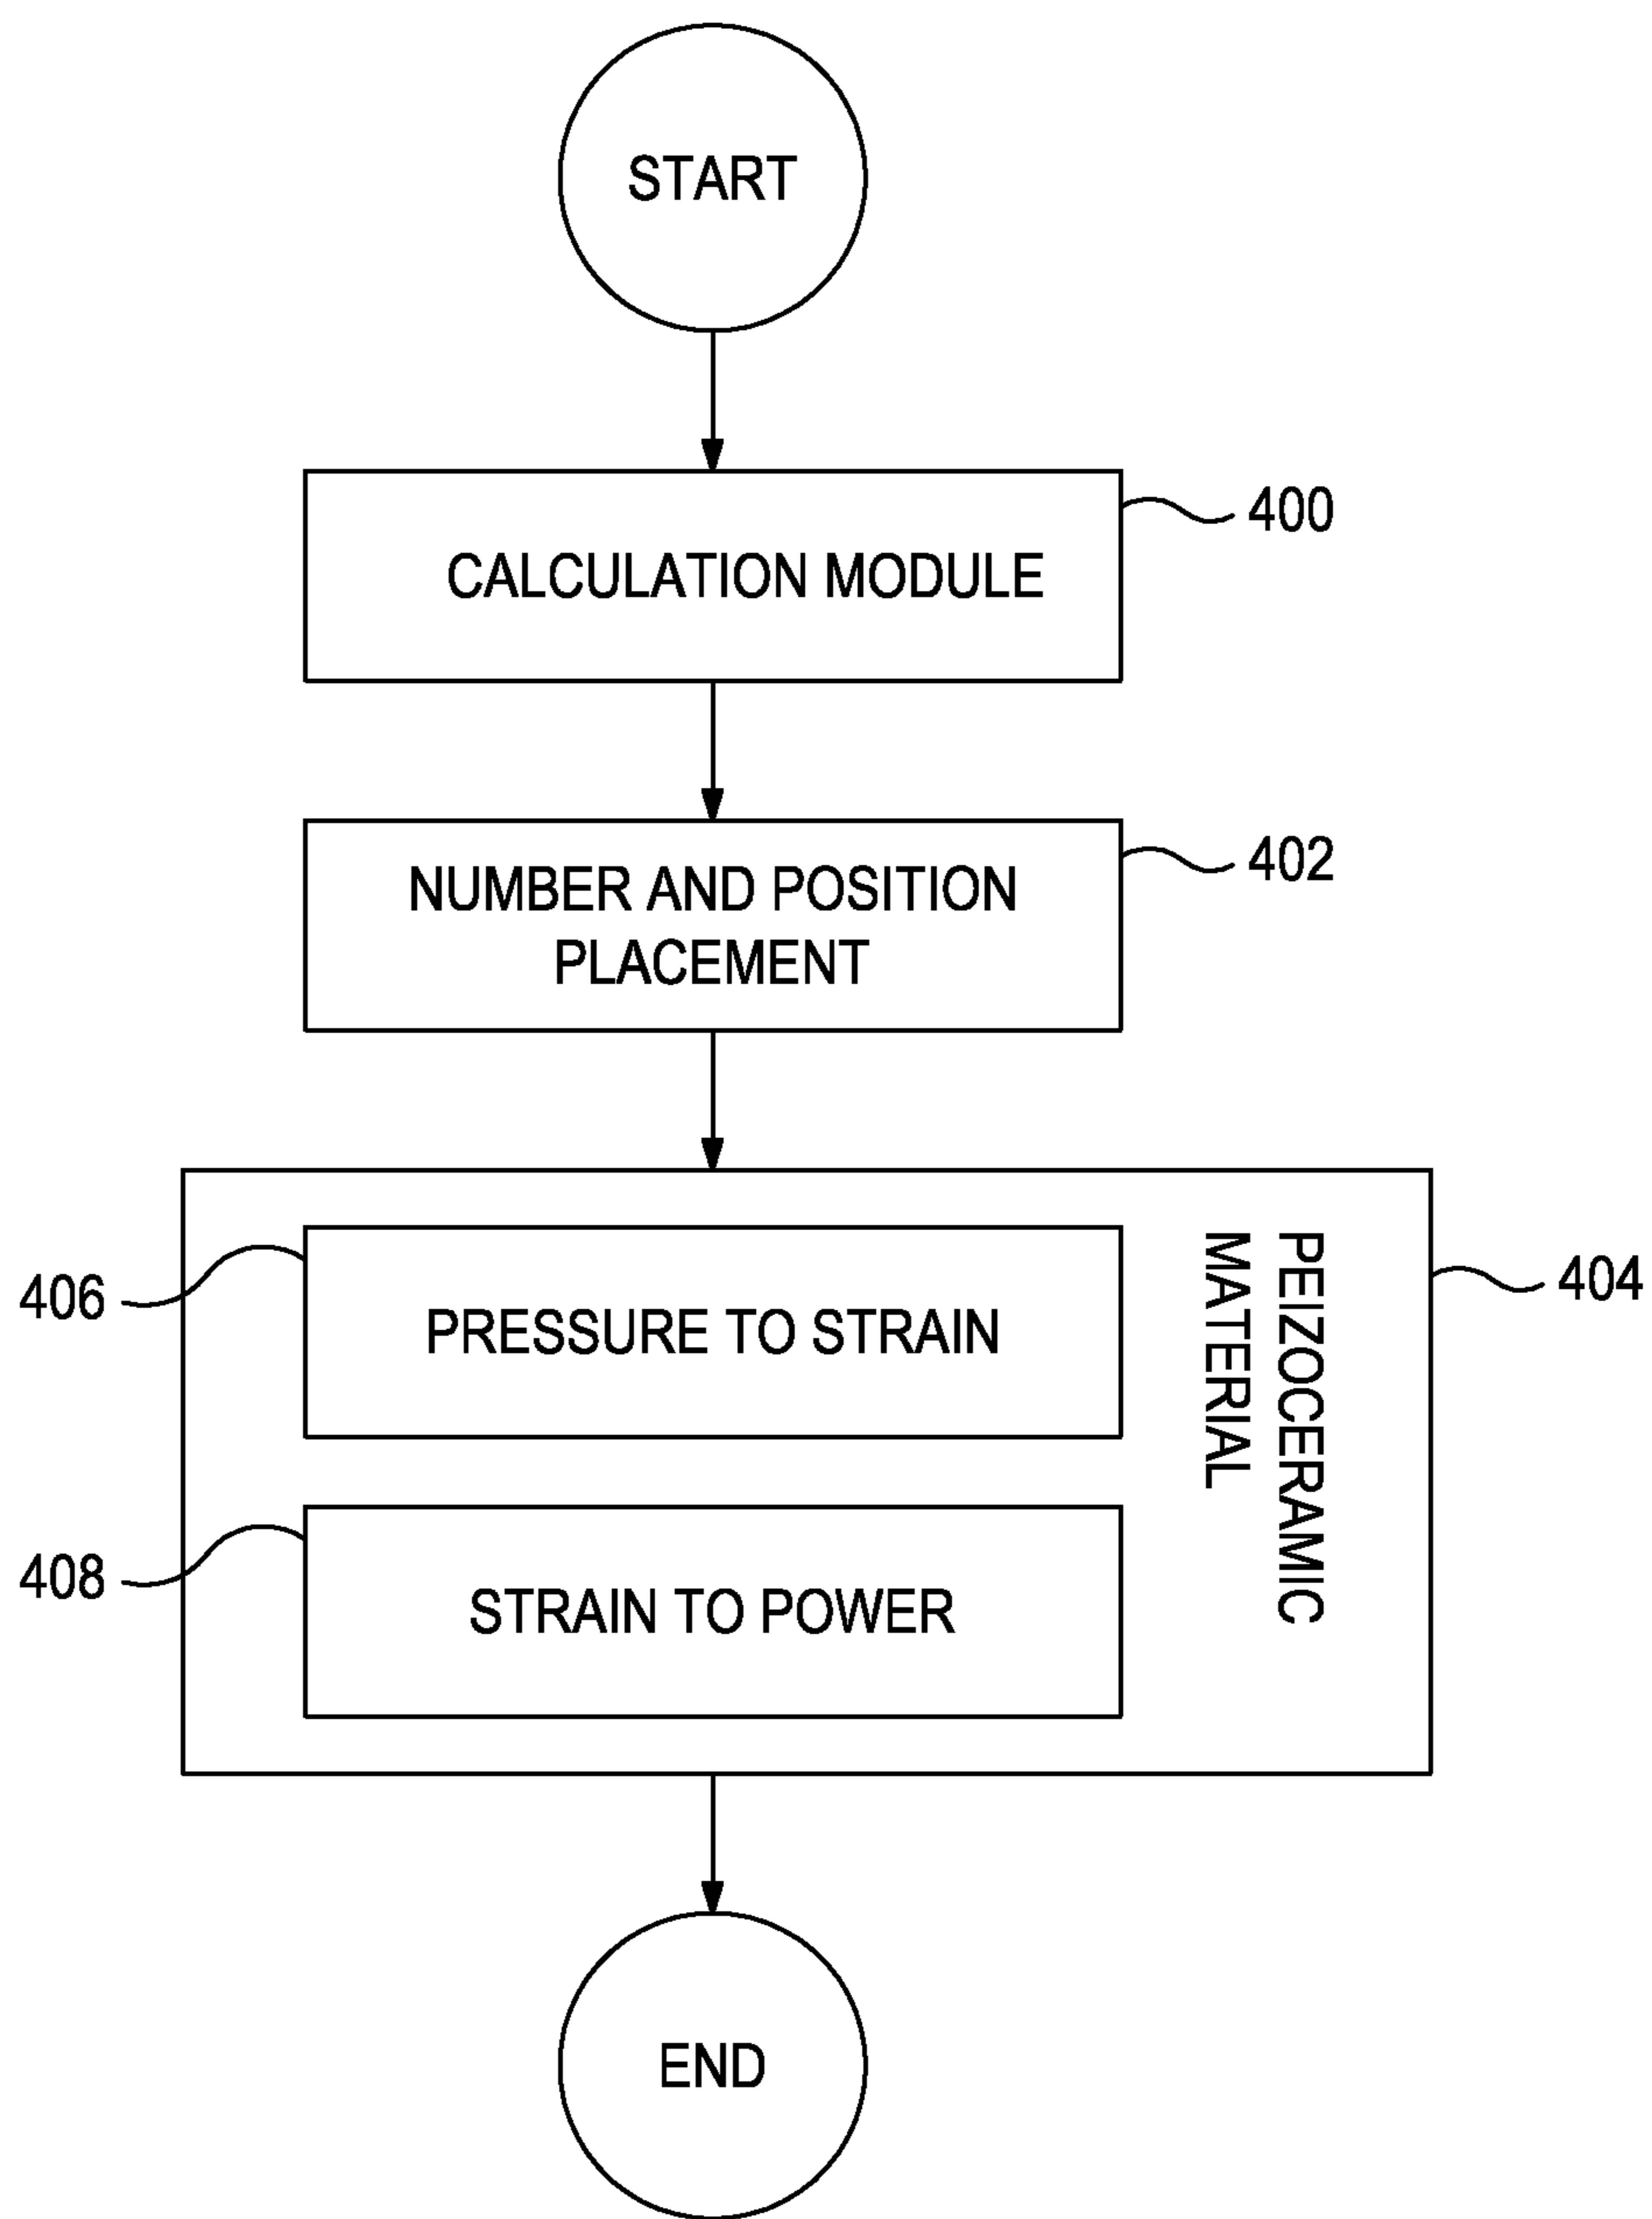 START
400
CALCULATION MODULE
402
NUMBER AND POSITION
PLACEMENT
404
PEIZOCERAMIC
MATERIAL
406
PRESSURE TO STRAIN
408
STRAIN TO POWER
END